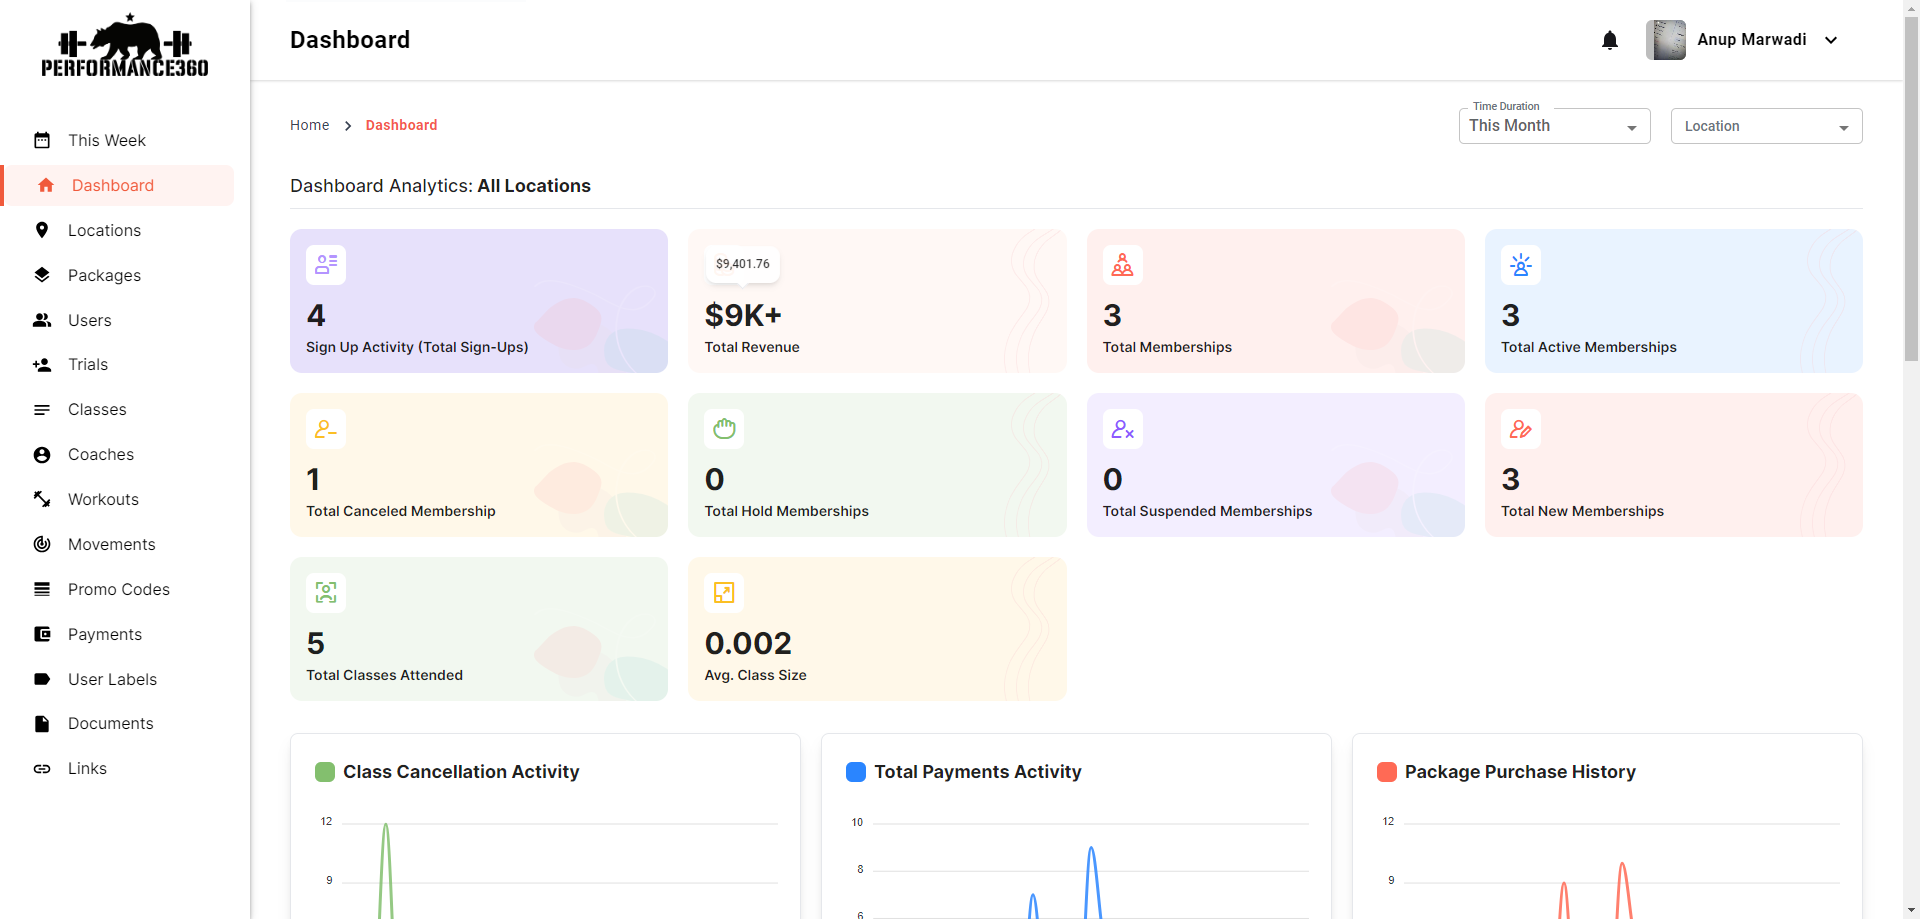 PERFORMANCE360
Dashboard
Anup Marwadi
This Week
Dashboard
Locations
Packages
Users
Trials
Classes
Coaches
Workouts
Movements
Promo Codes
Payments
User Labels
Documents
Links
Home
Dashboard
Time Duration
This Month
Location
Dashboard Analytics: All Locations
4
Sign Up Activity (Total Sign-Ups)
$9,401.76
$9K+
Total Revenue
3
Total Memberships
3
Total Active Memberships
1
Total Canceled Membership
0
Total Hold Memberships
0
Total Suspended Memberships
3
Total New Memberships
5
Total Classes Attended
0.002
Avg. Class Size
Class Cancellation Activity
12
9
Total Payments Activity
10
8
6
Package Purchase History
12
9